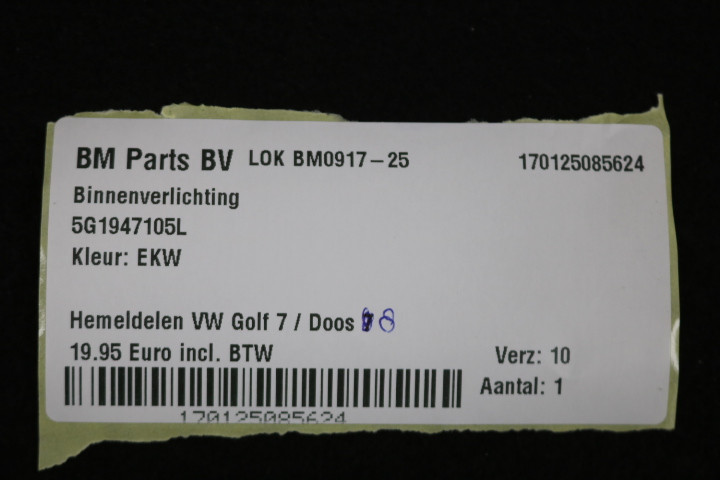 BM Parts BV LOK BM0917-25 170125085624
Binnenverlichting
5G1947105L
Kleur: EKW
Hemeldelen VW Golf 7 / Doos 8
19.95 Euro incl. BTW Verz: 10
Aantal: 1
170125085624